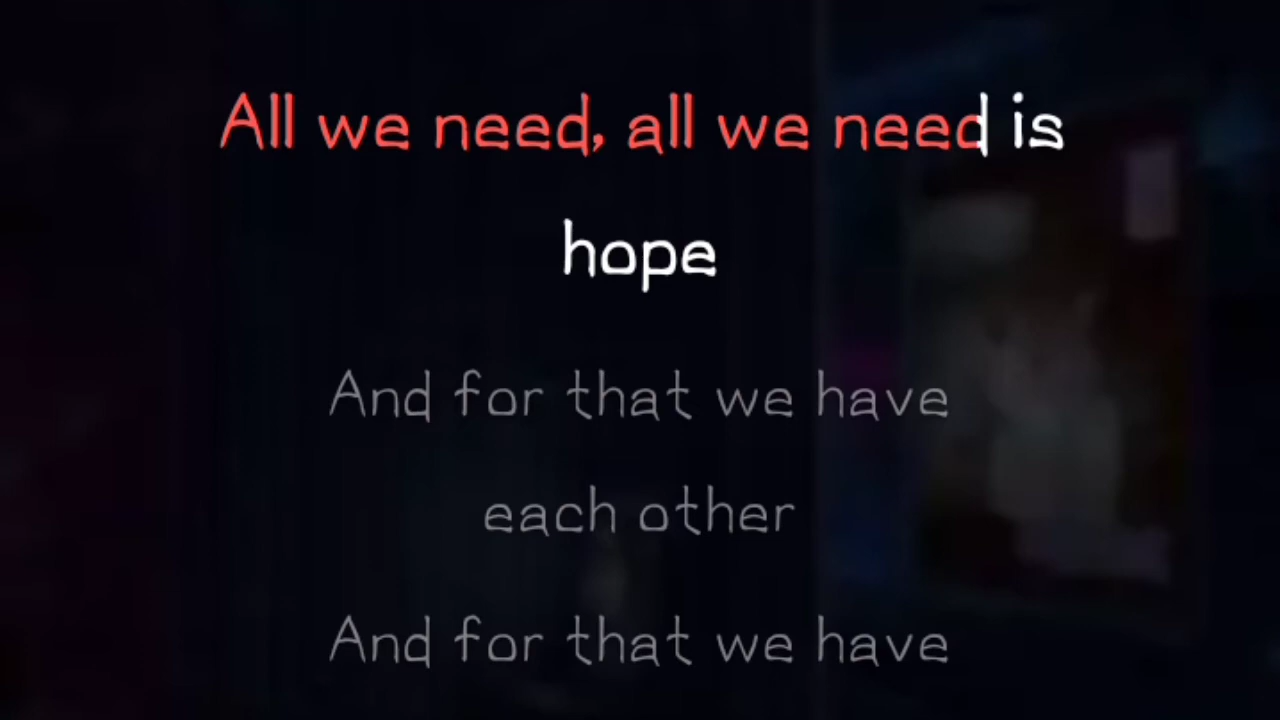 All we need, all we need is
hope
And for that we have
each other
And for that we have